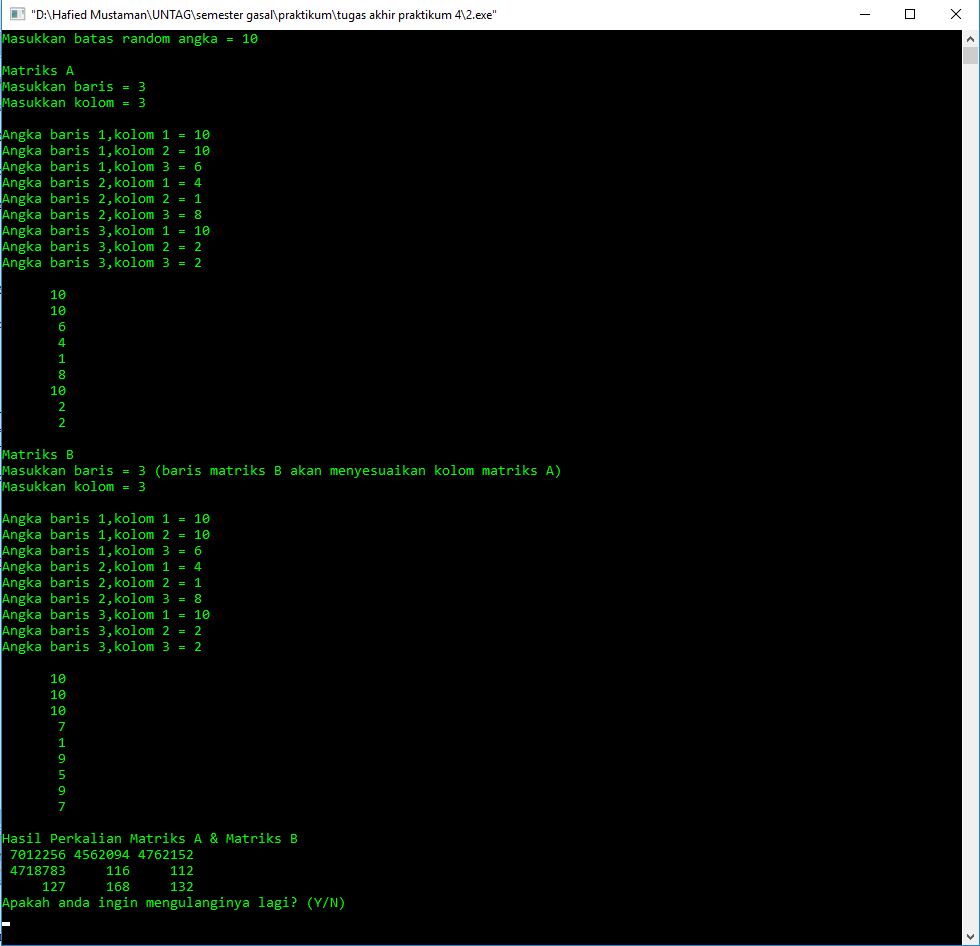 "D:\Hafied Mustaman\UNTAG\semester gasal\praktikum\tugas akhir praktikum 4\2.exe"
Masukkan batas random angka = 10
Matriks A
Masukkan baris = 3
Masukkan kolom = 3
Angka baris 1,kolom 1 = 10
Angka baris 1,kolom 2 = 10
Angka baris 1,kolom 3 = 6
Angka baris 2,kolom 1 = 4
Angka baris 2,kolom 2 = 1
Angka baris 2,kolom 3 = 8
Angka baris 3,kolom 1 = 10
Angka baris 3,kolom 2 = 2
Angka baris 3,kolom 3 = 2
10
10
6
4
1
8
10
2
2
Matriks B
Masukkan baris = 3 (baris matriks B akan menyesuaikan kolom matriks A)
Masukkan kolom = 3
Angka baris 1,kolom 1 = 10
Angka baris 1,kolom 2 = 10
Angka baris 1,kolom 3 = 6
Angka baris 2,kolom 1 = 4
Angka baris 2,kolom 2 = 1
Angka baris 2,kolom 3 = 8
Angka baris 3,kolom 1 = 10
Angka baris 3,kolom 2 = 2
Angka baris 3,kolom 3 = 2
10
10
10
7
1
9
5
9
7
Hasil Perkalian Matriks A & Matriks B
7012256 4562094 4762152
4718783 116 112
127 168 132
Apakah anda ingin mengulanginya lagi? (Y/N)